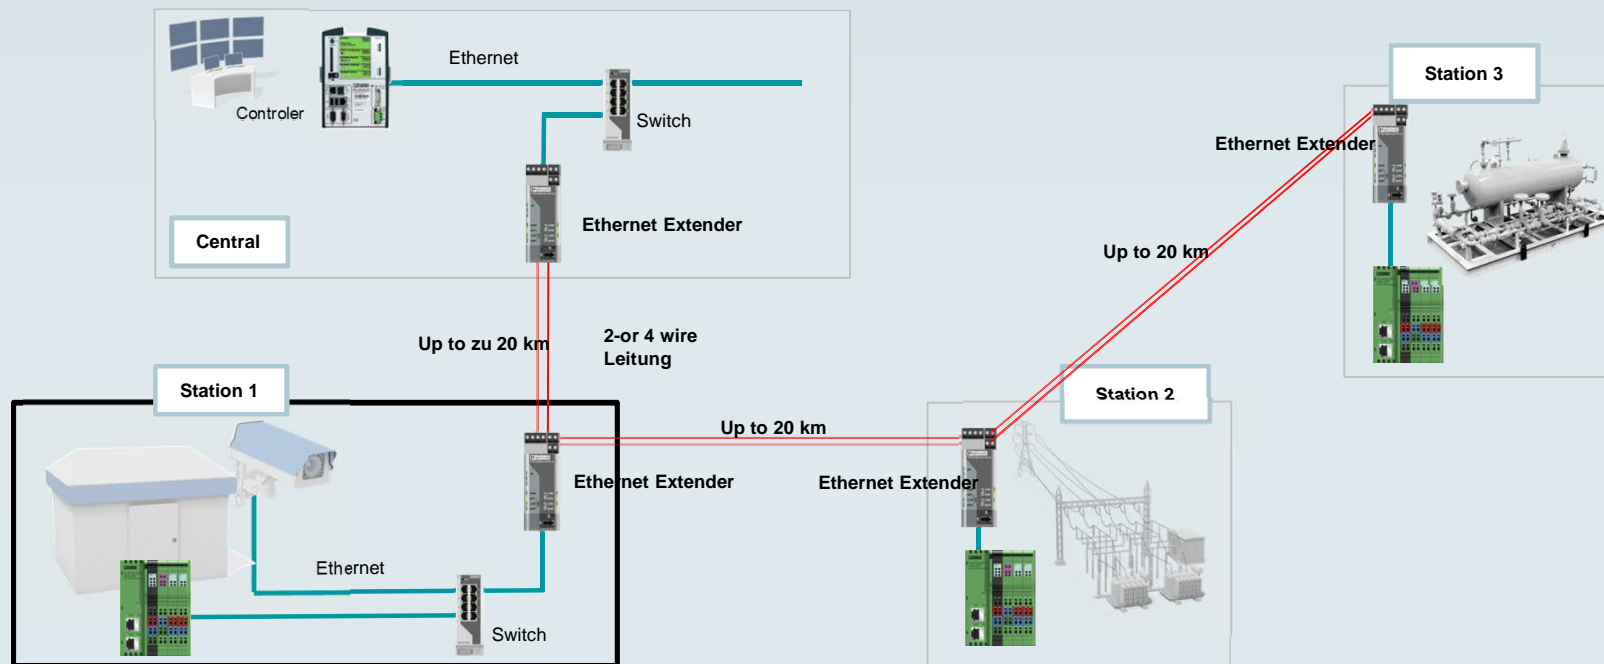 Ethernet
Controler
Switch
Ethernet Extender
Central
Station 3
Ethernet Extender
Up to 20 km
Up to zu 20 km
2-or 4 wire
Leitung
Station 1
Station 2
Up to 20 km
Ethernet Extender
Ethernet Extender
Ethernet
Switch